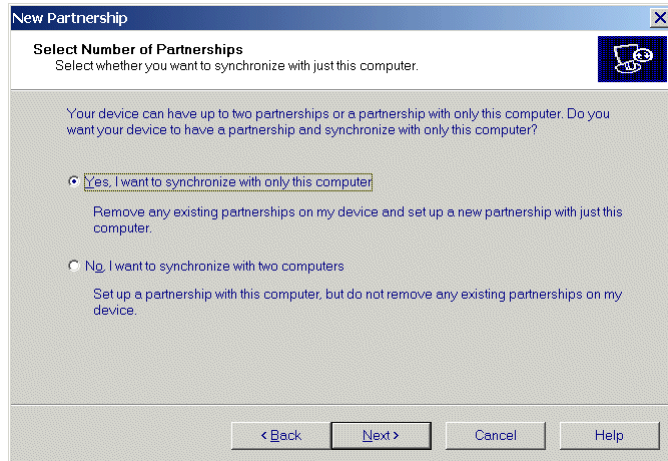 New Partnership
Select Number of Partnerships
Select whether you want to synchronize with just this computer.
Your device can have up to two partnerships or a partnership with only this computer. Do you
want your device to have a partnership and synchronize with only this computer?
Yes, I want to synchronize with only this computer
Remove any existing partnerships on my device and set up a new partnership with just this
computer.
No, I want to synchronize with two computers
Set up a partnership with this computer, but do not remove any existing partnerships on my
device.
< Back Next > Cancel Help